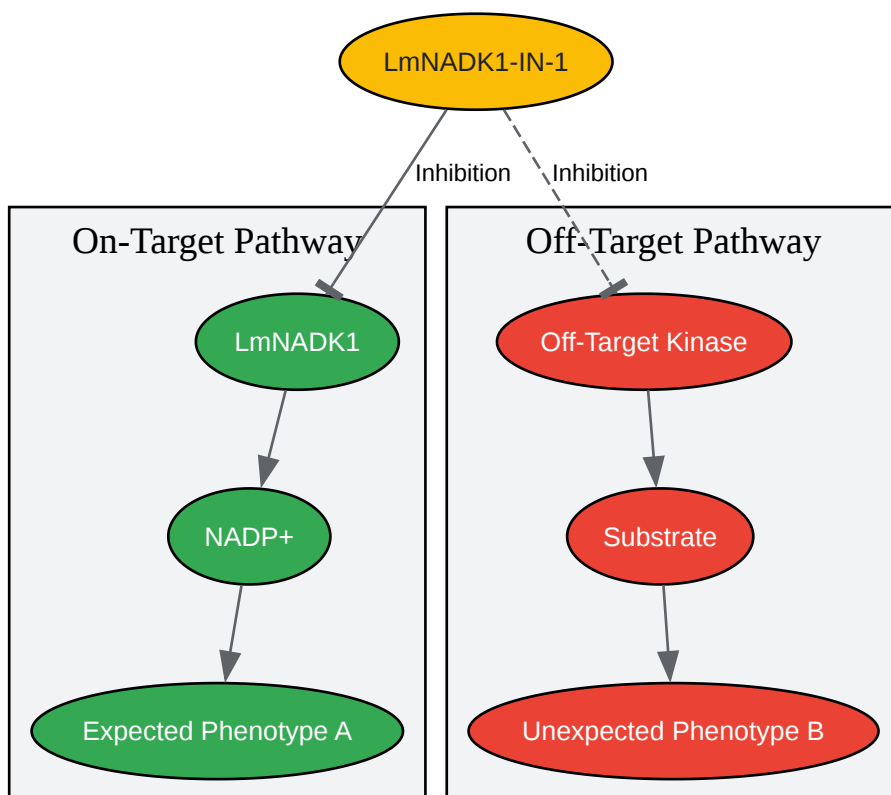 LmNADK1-IN-1
Inhibition
Inhibition
On-Target Pathway
Off-Target Pathway
LmNADK1
Off-Target Kinase
NADP+
Substrate
Expected Phenotype A
Unexpected Phenotype B